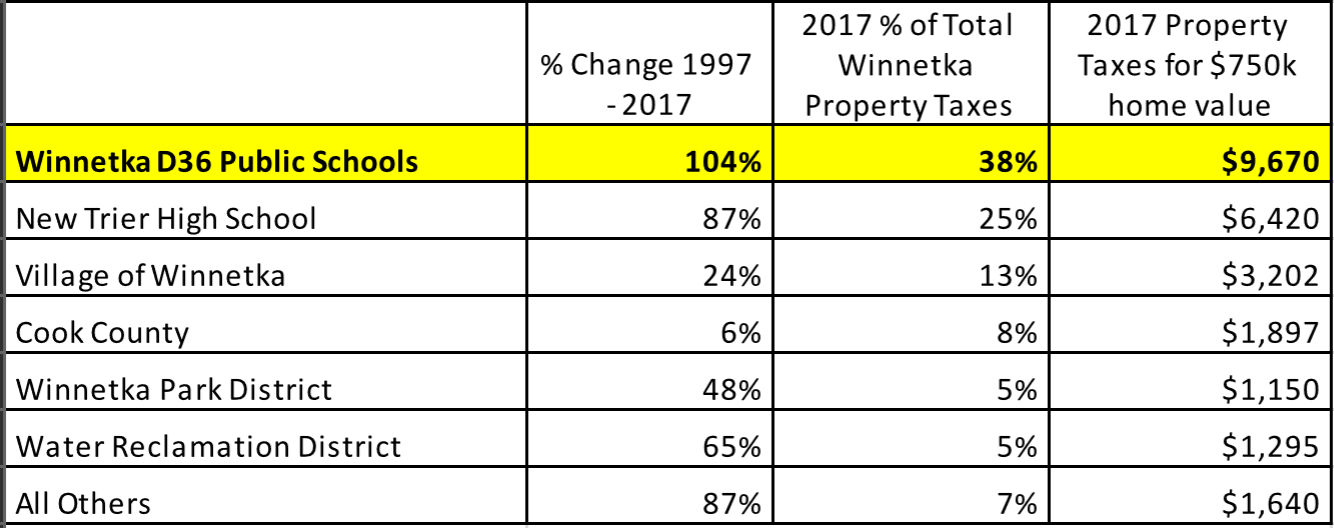 % Change 1997 - 2017 | 2017 % of Total Winnetka Property Taxes | 2017 Property Taxes for $750k home value
Winnetka D36 Public Schools 104% 38% $9,670
New Trier High School 87% 25% $6,420
Village of Winnetka 24% 13% $3,202
Cook County 6% 8% $1,897
Winnetka Park District 48% 5% $1,150
Water Reclamation District 65% 5% $1,295
All Others 87% 7% $1,640